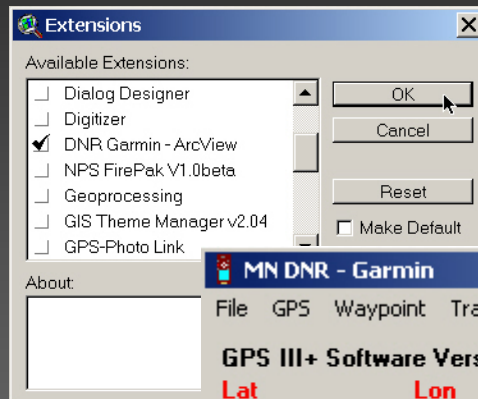 Extensions
Available Extensions:
Dialog Designer
Digitizer
DNR Garmin - ArcView
NPS FirePak V1.0beta
Geoprocessing
GIS Theme Manager v2.04
GPS-Photo Link
OK
Cancel
Reset
Make Default
About:
MN DNR - Garmin
File GPS Waypoint Tra
GPS III+ Software Vers
Lat Lon